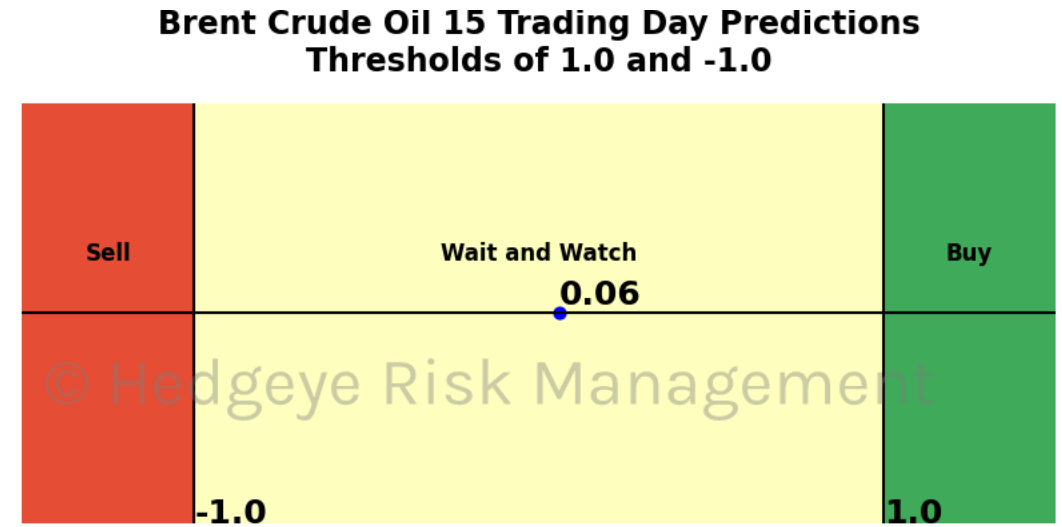 Brent Crude Oil 15 Trading Day Predictions
Thresholds of 1.0 and -1.0
Sell
Wait and Watch
Buy
0.06
© Hedgeye Risk Management
-1.0
1.0